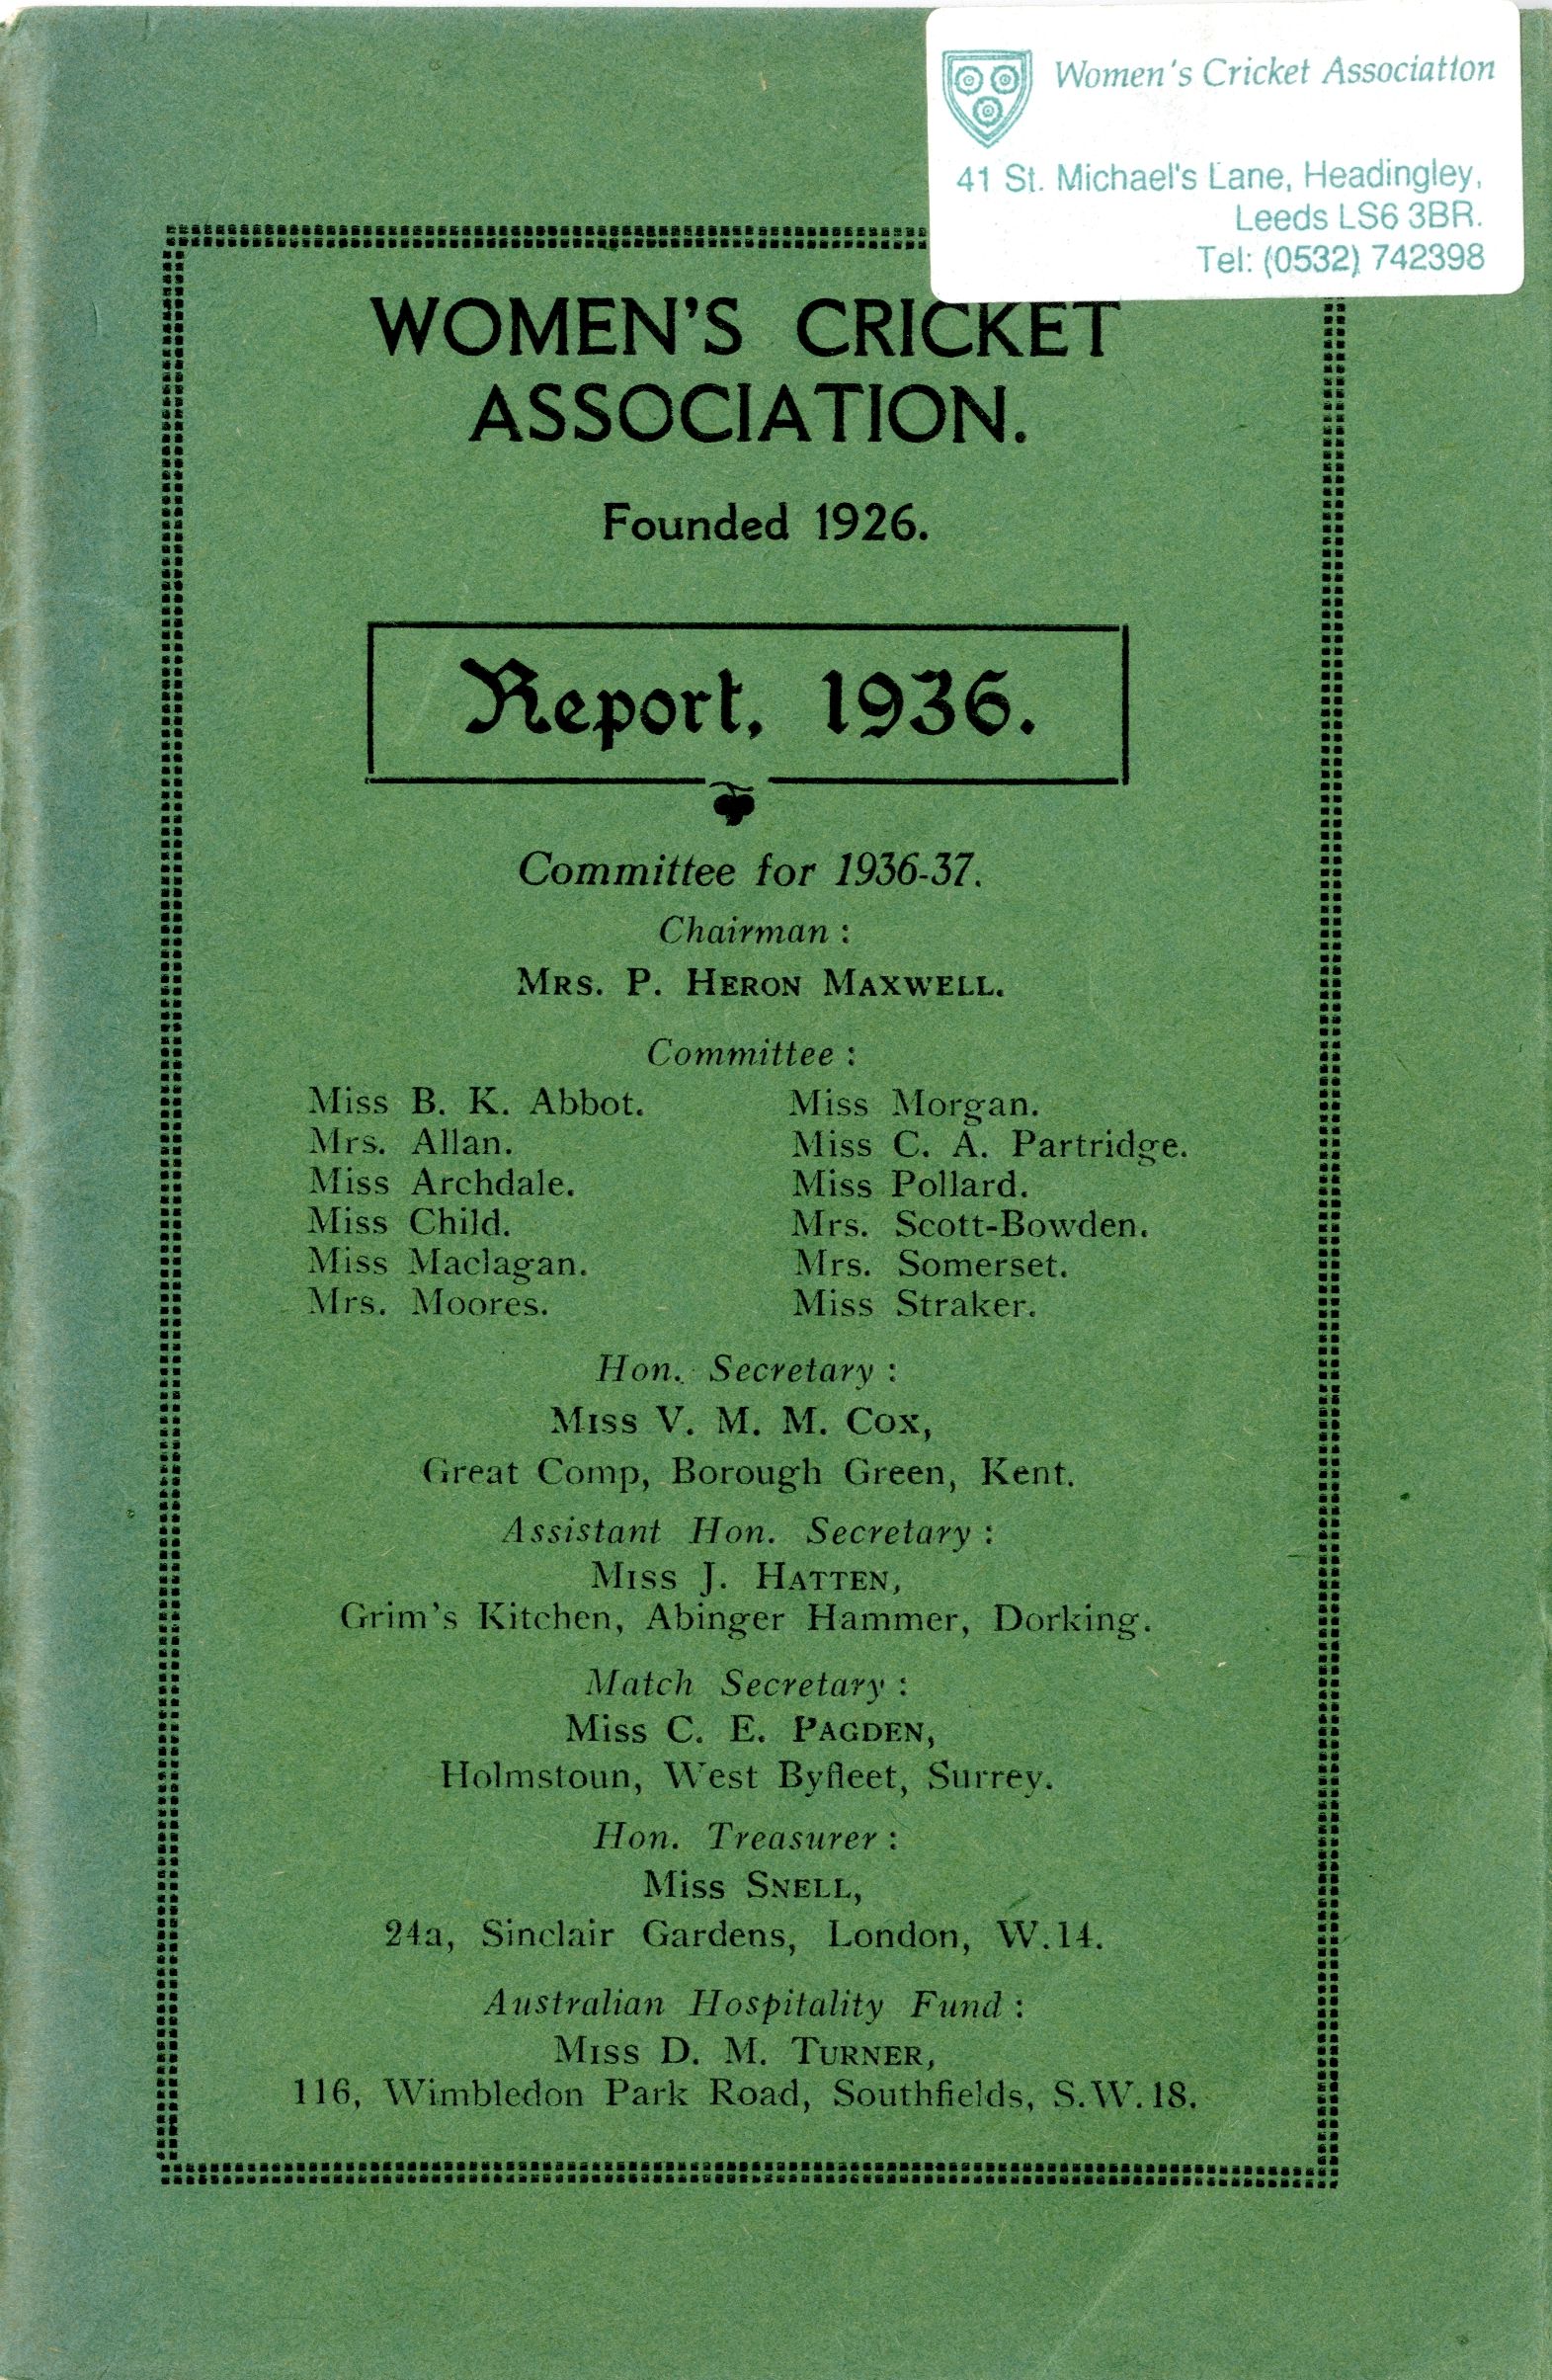 Women's Cricket Association
41 St. Michael's Lane, Headingley,
Leeds LS6 3BR.
Tel: (0532) 742398
WOMEN'S CRICKET
ASSOCIATION.
Founded 1926.
Report, 1936.
Committee for 1936-37.
Chairman :
MRS. P. HERON MAXWELL.
Committee :
Miss B. K. Abbot.
Mrs. Allan.
Miss Archdale.
Miss Child.
Miss Maclagan.
Mrs. Moores.
Miss Morgan.
Miss C. A. Partridge.
Miss Pollard.
Mrs. Scott-Bowden.
Mrs. Somerset.
Miss Straker.
Hon. Secretary :
MISS V. M. M. COX,
Great Comp, Borough Green, Kent.
Assistant Hon. Secretary :
MISS J. HATTEN,
Grim's Kitchen, Abinger Hammer, Dorking.
Match Secretary :
Miss C. E. PAGDEN,
Holmstoun, West Byfleet, Surrey.
Hon. Treasurer :
Miss SNELL,
24a, Sinclair Gardens, London, W.14.
Australian Hospitality Fund :
MISS D. M. TURNER,
116, Wimbledon Park Road, Southfields, S.W.18.